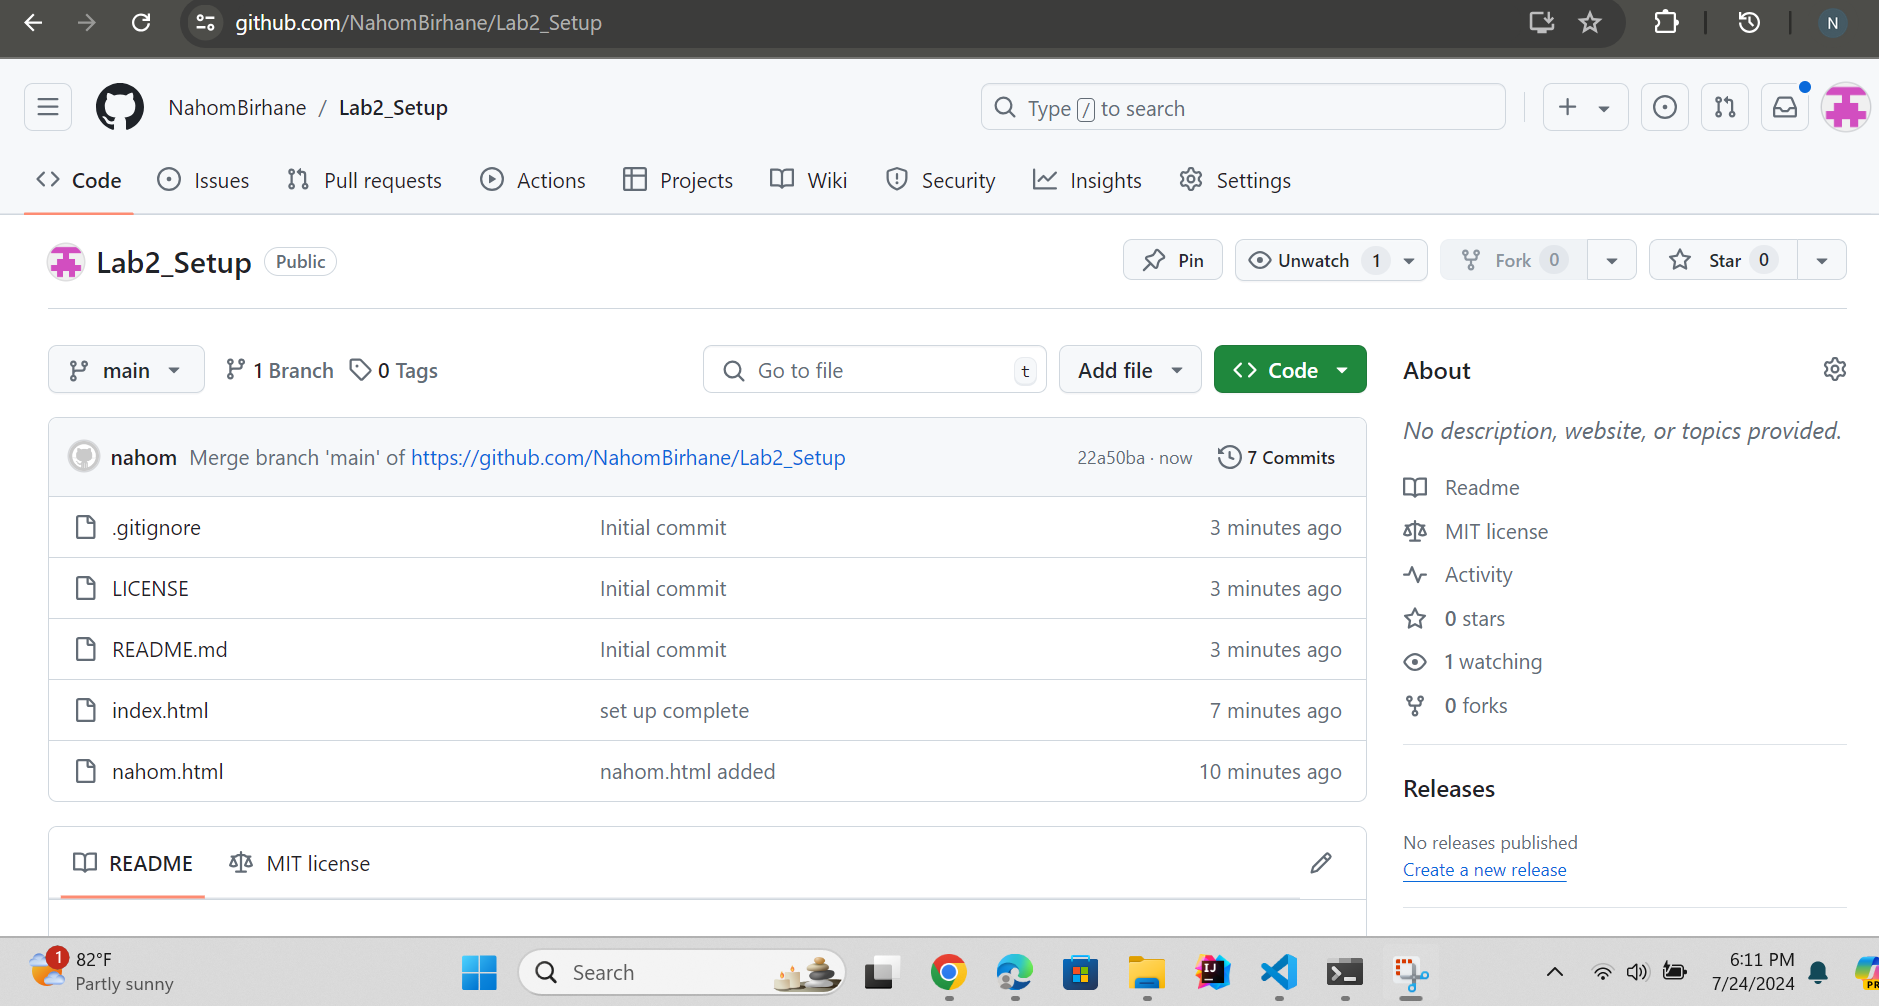 github.com/NahomBirhane/Lab2_Setup
N
NahomBirhane / Lab2_Setup
Type / to search
Code Issues Pull requests Actions Projects Wiki Security Insights Settings
Lab2_Setup Public
Pin Unwatch 1 Fork 0 Star 0
main 1 Branch 0 Tags
Go to file t Add file Code
nahom Merge branch 'main' of https://github.com/NahomBirhane/Lab2_Setup 22a50ba · now 7 Commits
.gitignore Initial commit 3 minutes ago
LICENSE Initial commit 3 minutes ago
README.md Initial commit 3 minutes ago
index.html set up complete 7 minutes ago
nahom.html nahom.html added 10 minutes ago
README MIT license
About
No description, website, or topics provided.
Readme
MIT license
Activity
0 stars
1 watching
0 forks
Releases
No releases published
Create a new release
1
82°F
Partly sunny
Search
IJ
6:11 PM
7/24/2024